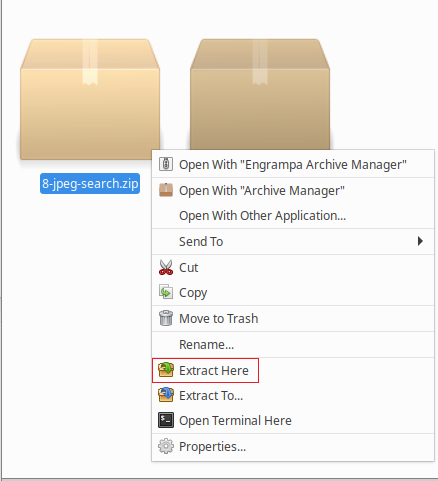 8-jpeg-search.zip
Open With "Engrampa Archive Manager"
Open With "Archive Manager"
Open With Other Application...
Send To
Cut
Copy
Move to Trash
Rename...
Extract Here
Extract To...
Open Terminal Here
Properties...